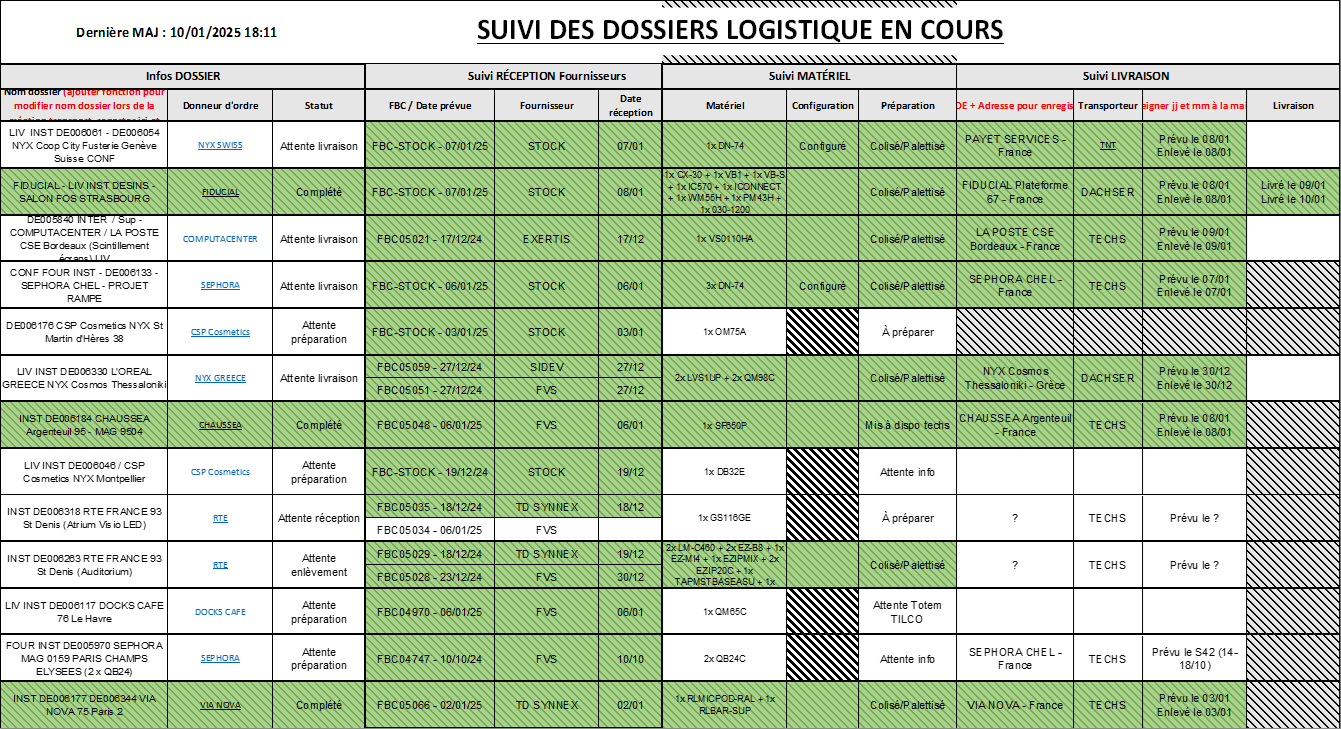 Dernière MAJ : 10/01/2025 18:11
SUIVI DES DOSSIERS LOGISTIQUE EN COURS
Infos DOSSIER
Suivi RÉCEPTION Fournisseurs
Suivi MATÉRIEL
Suivi LIVRAISON
Nom dossier (ajouter fonction pour
modifier nom dossier lors de la
Donneur d'ordre
Statut
FBC / Date prévue
Fournisseur
Date
réception
Matériel
Configuration
Préparation
DE + Adresse pour enregis
Transporteur
eigner jj et mm à la ma
Livraison
LIV INST DE006061 - DE006054
NYX Coop City Fusterie Genève
Suisse CONF
NYX SWISS
Attente livraison
FBC-STOCK - 07/01/25
STOCK
07/01
1x DN-74
Configuré
Colisé/Palettisé
PAYET SERVICES -
France
TNT
Prévu le 08/01
Enlevé le 08/01
FIDUCIAL - LIV INST DESINS -
SALON FOS STRASBOURG
FIDUCIAL
Complété
FBC-STOCK - 07/01/25
STOCK
08/01
1x CX-30 + 1x VB1 + 1x VB-S
+ 1x IC570 + 1x ICONNECT
+ 1x WM55H + 1x PM43H +
1x 030-1200
Colisé/Palettisé
FIDUCIAL Plateforme
67 - France
DACHSER
Prévu le 08/01
Enlevé le 08/01
Livré le 09/01
Livré le 10/01
DE005840 INTER / Sup -
COMPUTACENTER / LA POSTE
CSE Bordeaux (Scintillement
écrans) LIV
COMPUTACENTER
Attente livraison
FBC05021 - 17/12/24
EXERTIS
17/12
1x VS0110HA
Colisé/Palettisé
LA POSTE CSE
Bordeaux - France
TECHS
Prévu le 09/01
Enlevé le 09/01
CONF FOUR INST - DE006133 -
SEPHORA CHEL - PROJET
RAMPE
SEPHORA
Attente livraison
FBC-STOCK - 06/01/25
STOCK
06/01
3x DN-74
Configuré
Colisé/Palettisé
SEPHORA CHEL -
France
TECHS
Prévu le 07/01
Enlevé le 07/01
DE006176 CSP Cosmetics NYX St
Martin d'Hères 38
CSP Cosmetics
Attente
préparation
FBC-STOCK - 03/01/25
STOCK
03/01
1x OM75A
À préparer
LIV INST DE006330 L'OREAL
GREECE NYX Cosmos Thessaloniki
NYX GREECE
Attente livraison
FBC05059 - 27/12/24
SIDEV
27/12
FBC05051 - 27/12/24
FVS
27/12
2x LVS1UP + 2x QM98C
Colisé/Palettisé
NYX Cosmos
Thessaloniki - Grèce
DACHSER
Prévu le 30/12
Enlevé le 30/12
INST DE006184 CHAUSSEA
Argenteuil 95 - MAG 9504
CHAUSSEA
Complété
FBC05048 - 06/01/25
FVS
06/01
1x SF650P
Mis à dispo techs
CHAUSSEA Argenteuil
- France
TECHS
Prévu le 08/01
Enlevé le 08/01
LIV INST DE006046 / CSP
Cosmetics NYX Montpellier
CSP Cosmetics
Attente
préparation
FBC-STOCK - 19/12/24
STOCK
19/12
1x DB32E
Attente info
INST DE006318 RTE FRANCE 93
St Denis (Atrium Visio LED)
RTE
Attente réception
FBC05035 - 18/12/24
TD SYNNEX
18/12
FBC05034 - 06/01/25
FVS
1x GS116GE
À préparer
?
TECHS
Prévu le ?
INST DE006263 RTE FRANCE 93
St Denis (Auditorium)
RTE
Attente
enlèvement
FBC05029 - 18/12/24
TD SYNNEX
19/12
FBC05028 - 23/12/24
FVS
30/12
2x LM-C460 + 2x EZ-B8 + 1x
EZ-MI4 + 1x EZIPMIX + 2x
EZIP20C + 1x
TAPMSTBASEASU + 1x
Colisé/Palettisé
?
TECHS
Prévu le ?
LIV INST DE006117 DOCKS CAFE
76 Le Havre
DOCKS CAFE
Attente
préparation
FBC04970 - 06/01/25
FVS
06/01
1x QM65C
Attente Totem
TILCO
FOUR INST DE005970 SEPHORA
MAG 0159 PARIS CHAMPS
ELYSEES (2 x QB24)
SEPHORA
Attente
préparation
FBC04747 - 10/10/24
FVS
10/10
2x QB24C
Attente info
SEPHORA CHEL -
France
TECHS
Prévu le S42 (14-
18/10)
INST DE006177 DE006344 VIA
NOVA 75 Paris 2
VIA NOVA
Complété
FBC05066 - 02/01/25
TD SYNNEX
02/01
1x RLMICPOD-RAL + 1x
RLBAR-SUP
Colisé/Palettisé
VIA NOVA - France
TECHS
Prévu le 03/01
Enlevé le 03/01